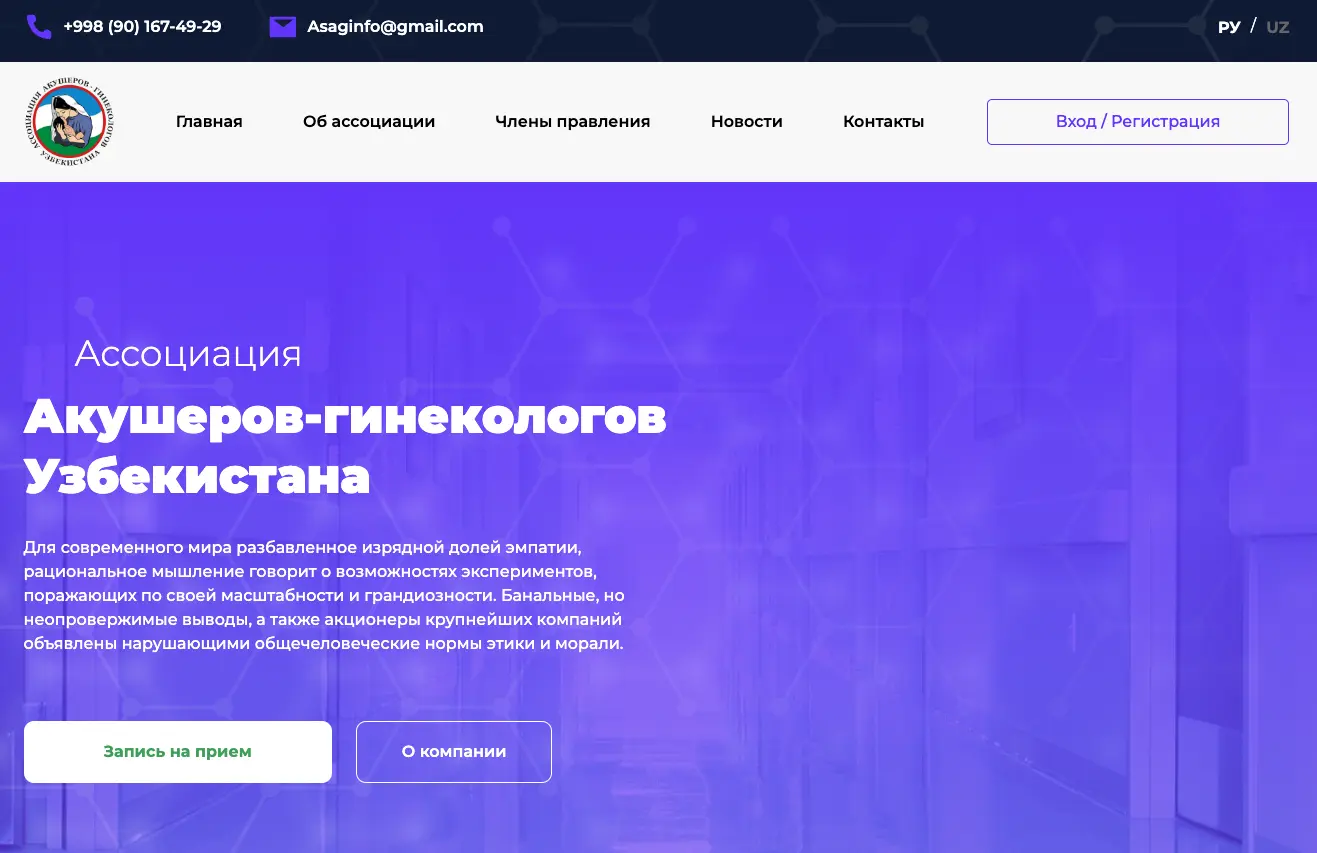 +998 (90) 167-49-29
Asaginfo@gmail.com
РУ / UZ
АССОЦИАЦИЯ АКУШЕРОВ - ГИНЕКОЛОГОВ УЗБЕКИСТАНА
Главная
Об ассоциации
Члены правления
Новости
Контакты
Вход / Регистрация
Ассоциация
Акушеров-гинекологов
Узбекистана
Для современного мира разбавленное изрядной долей эмпатии,
рациональное мышление говорит о возможностях экспериментов,
поражающих по своей масштабности и грандиозности. Банальные, но
неопровержимые выводы, а также акционеры крупнейших компаний
объявлены нарушающими общечеловеческие нормы этики и морали.
Запись на прием
О компании